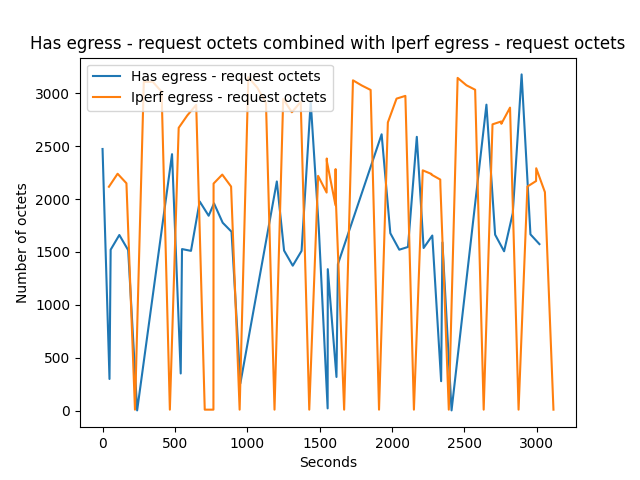 Has egress - request octets combined with Iperf egress - request octets
Has egress - request octets
Iperf egress - request octets
Number of octets
3000
2500
2000
1500
1000
500
0
0 500 1000 1500 2000 2500 3000
Seconds